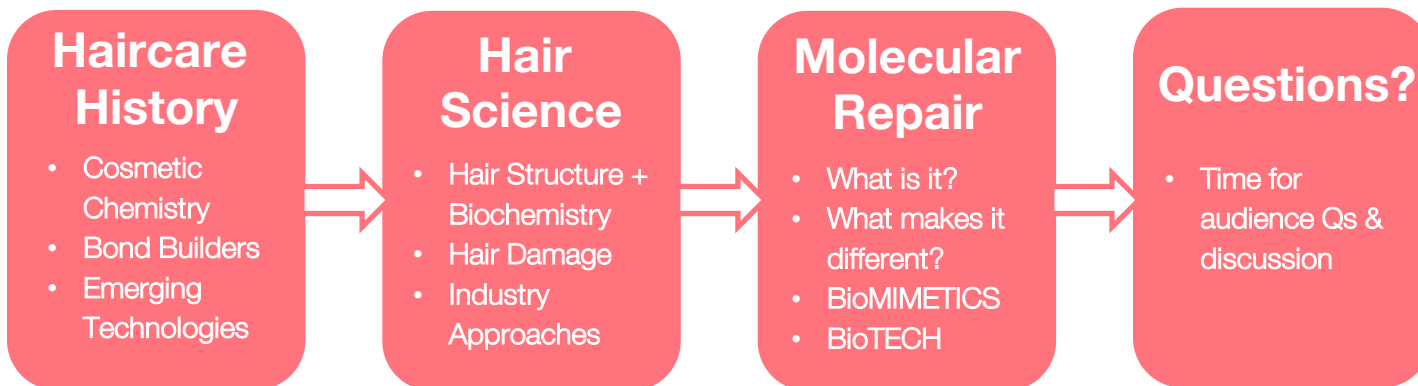 Haircare
History
• Cosmetic
Chemistry
• Bond Builders
• Emerging
Technologies
Hair
Science
• Hair Structure +
Biochemistry
• Hair Damage
• Industry
Approaches
Molecular
Repair
• What is it?
• What makes it
different?
• BioMIMETICS
• BioTECH
Questions?
• Time for
audience Qs &
discussion